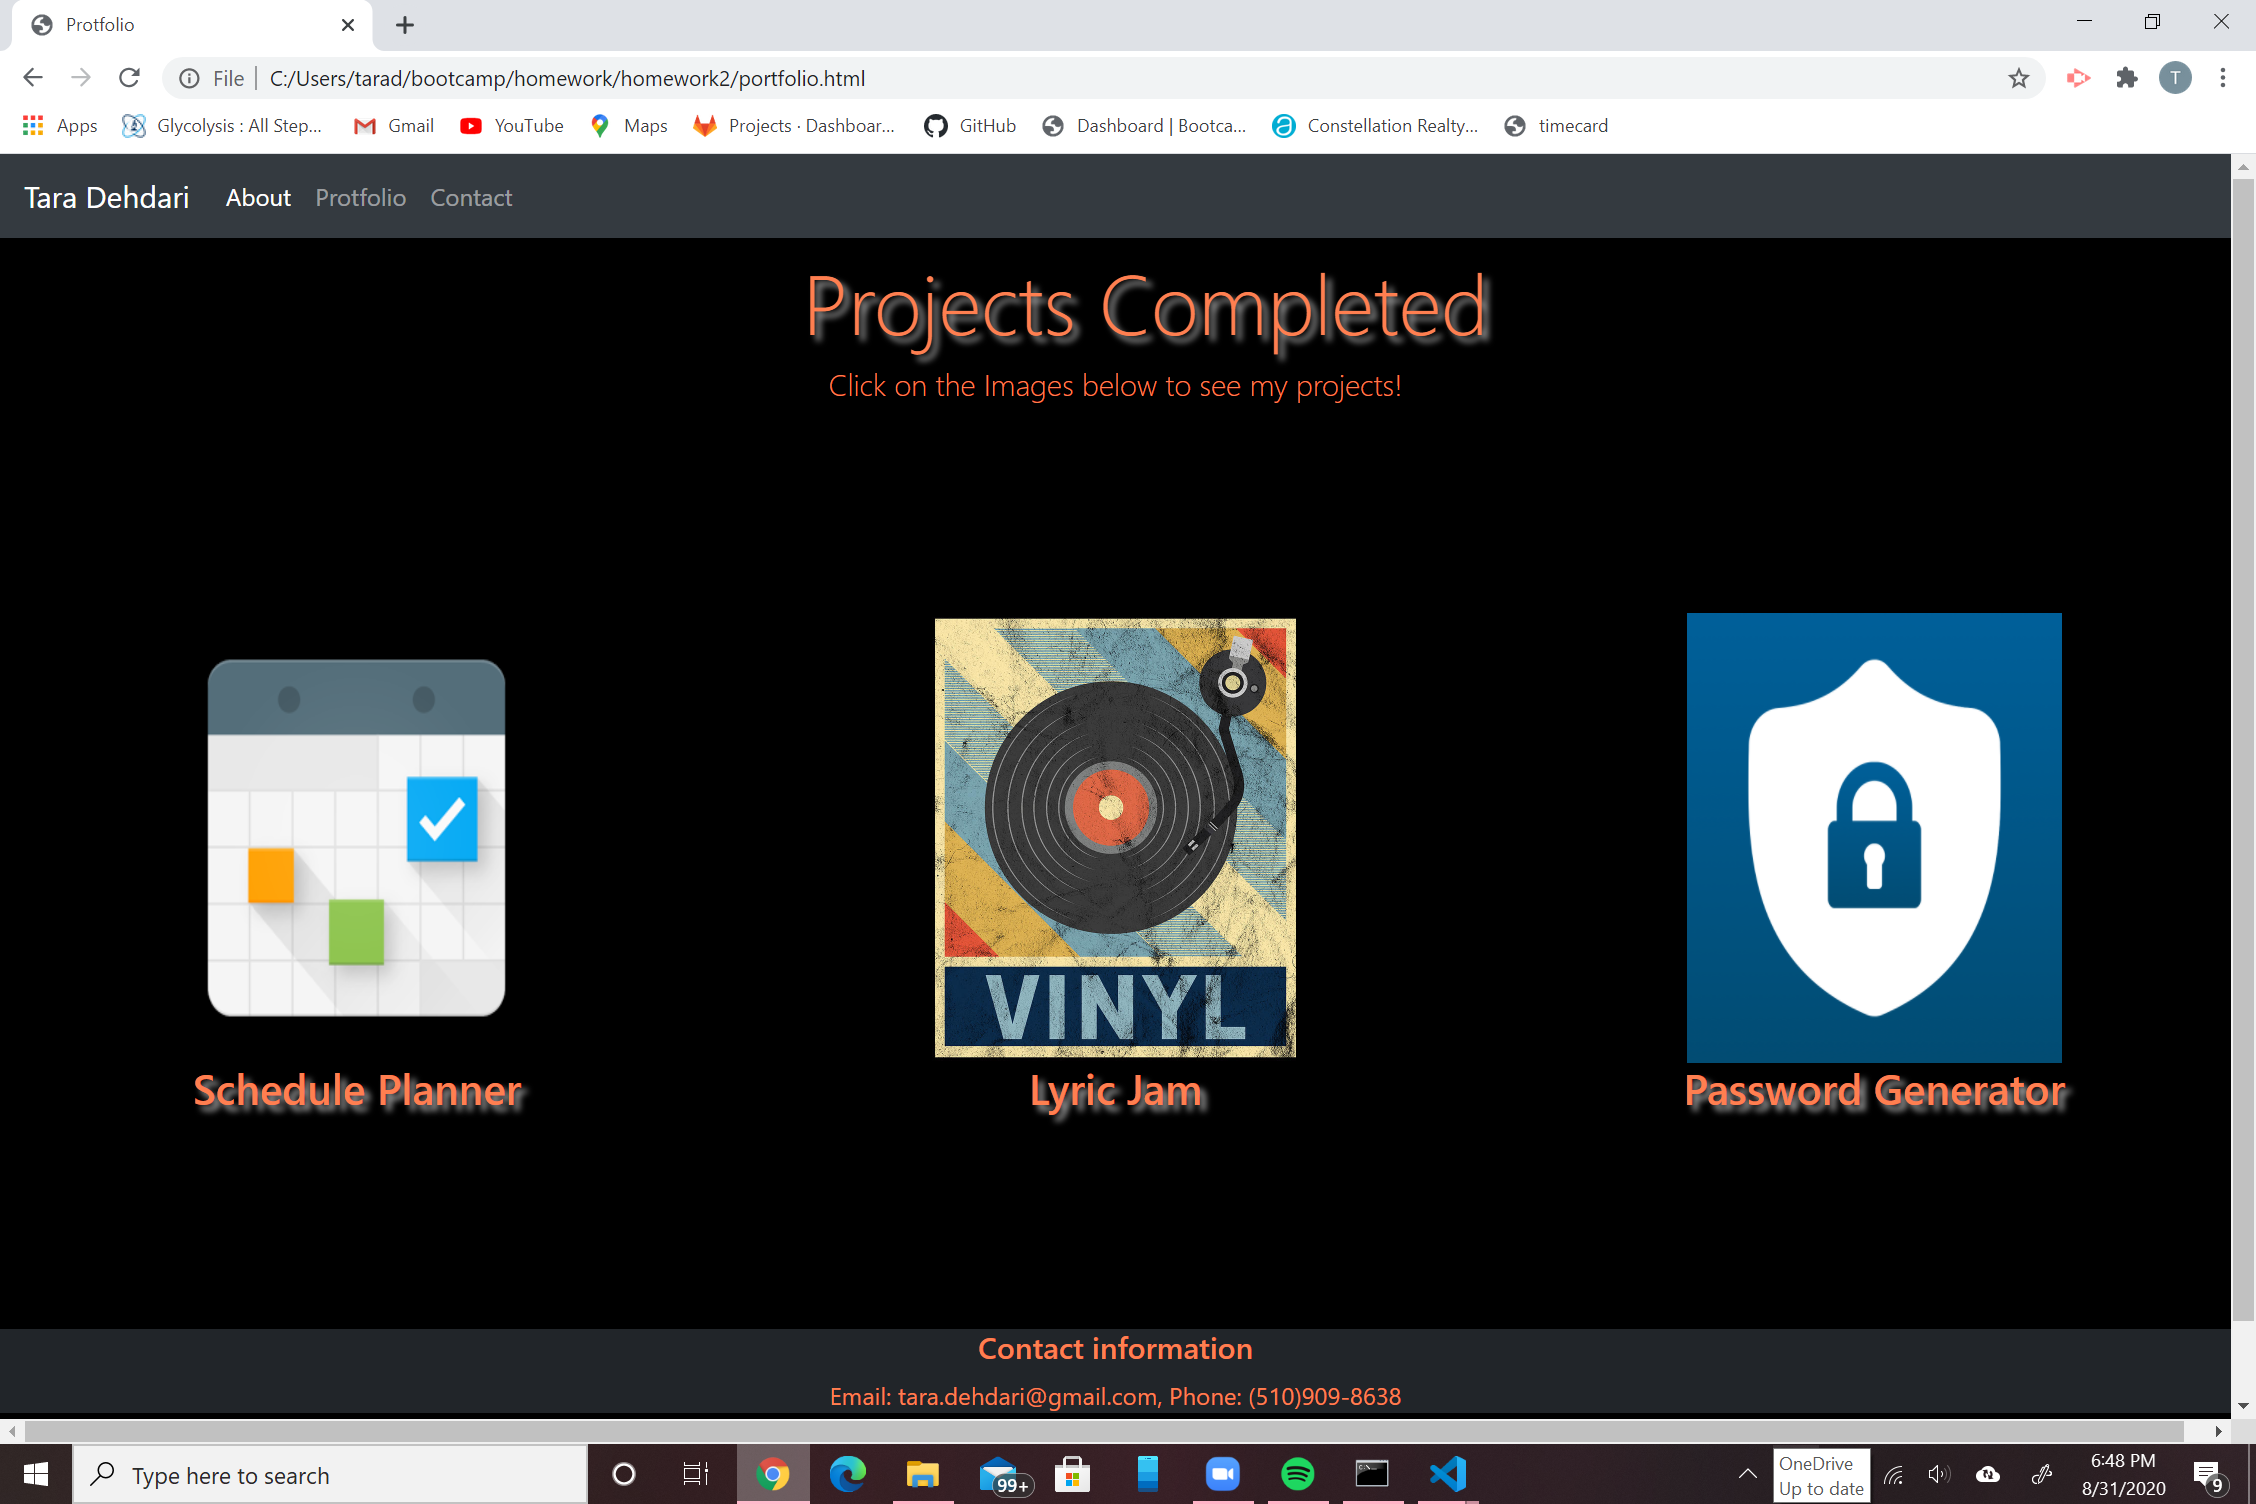 Protfolio
File | C:/Users/tarad/bootcamp/homework/homework2/portfolio.html
T
Apps Glycolysis : All Step... Gmail YouTube Maps Projects · Dashboar... GitHub Dashboard | Bootca... Constellation Realty... timecard
Tara Dehdari About Protfolio Contact
Projects Completed
Click on the Images below to see my projects!
VINYL
Schedule Planner Lyric Jam Password Generator
Contact information
Email: tara.dehdari@gmail.com, Phone: (510)909-8638
Type here to search
99+
OneDrive
Up to date
6:48 PM
8/31/2020
9